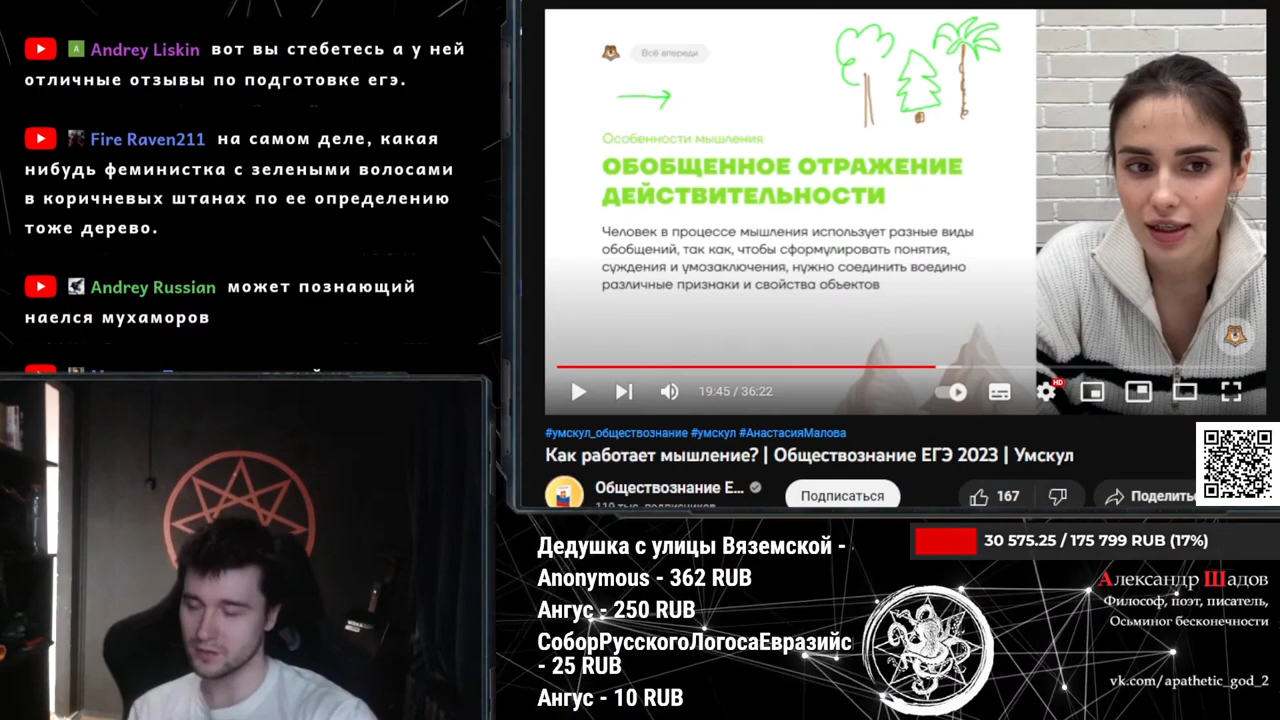 Andrey Liskin вот вы стебетесь а у ней
отличные отзывы по подготовке егэ.
Fire Raven211 на самом деле, какая
нибудь феминистка с зелеными волосами
в коричневых штанах по ее определению
тоже дерево.
Andrey Russian может познающий
наелся мухаморов
Всё впереди
Особенности мышления
ОБОБЩЕННОЕ ОТРАЖЕНИЕ
ДЕЙСТВИТЕЛЬНОСТИ
Человек в процессе мышления использует разные виды
обобщений, так как, чтобы сформулировать понятия,
суждения и умозаключения, нужно соединить воедино
различные признаки и свойства объектов
19:45 / 36:22
HD
#умскул_обществознание #умскул #АнастасияМалова
Как работает мышление? | Обществознание ЕГЭ 2023 | Умскул
Обществознание Е...
Подписаться
167
Поделить
Дедушка с улицы Вяземской -
Anonymous - 362 RUB
Ангус - 250 RUB
СоборРусскогоЛогосаЕвразийс
- 25 RUB
Ангус - 10 RUB
30 575.25 / 175 799 RUB (17%)
Александр Шадов
Философ, поэт, писатель,
Осьминог бесконечности
vk.com/apathetic_god_2